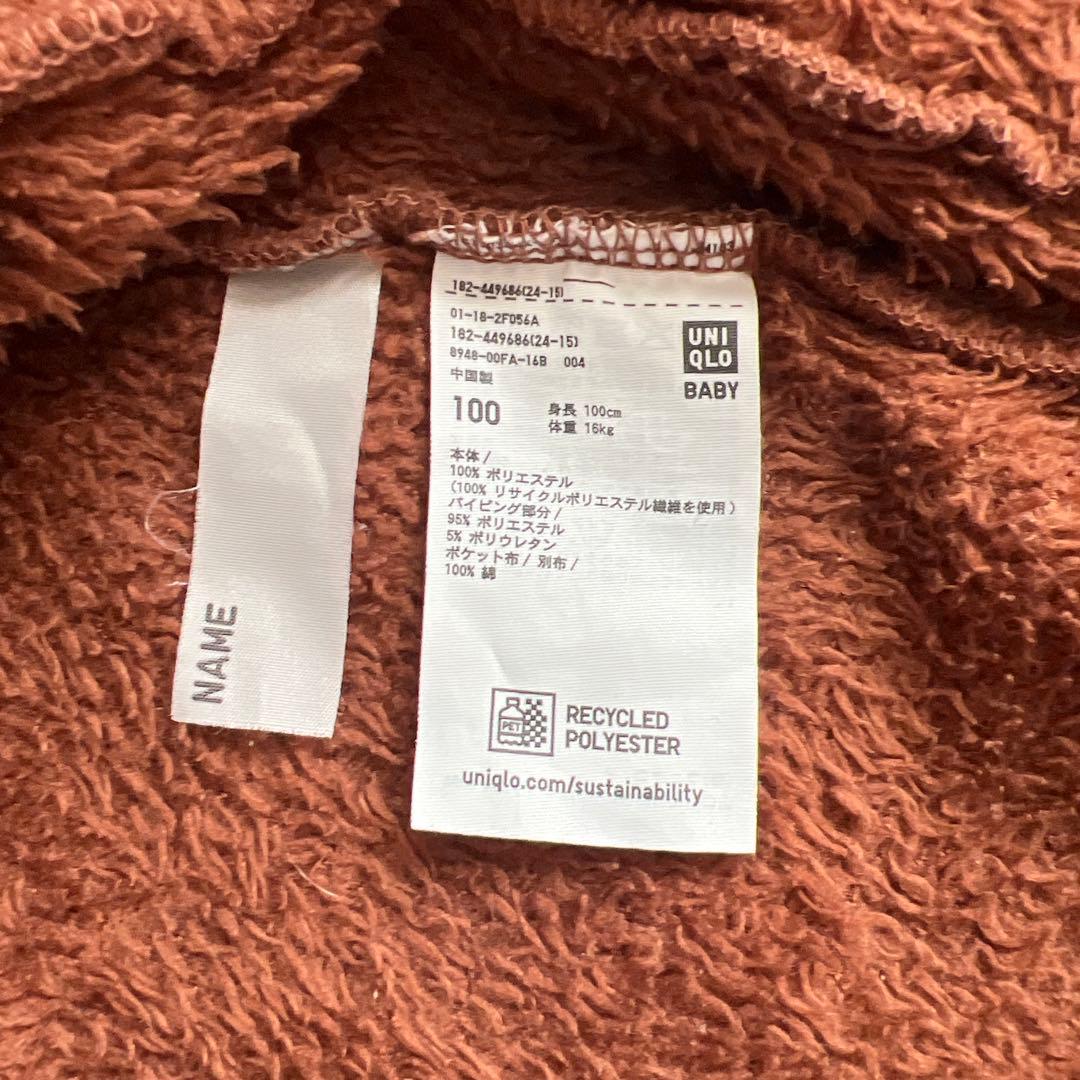 NAME
182-449686(24-15)
01-18-2F056A
182-449686(24-15)
8948-00FA-16B 004
中国製
UNI
QLO
BABY
100
身長 100cm
体重 16kg
本体 /
100% ポリエステル
(100% リサイクルポリエステル繊維を使用)
パイピング部分 /
95% ポリエステル
5% ポリウレタン
ポケット布 / 別布 /
100% 綿
PET
RECYCLED
POLYESTER
uniqlo.com/sustainability